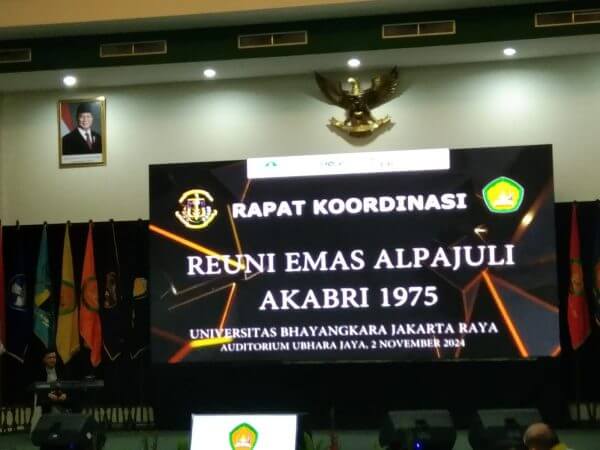 RAPAT KOORDINASI
REUNI EMAS ALPAJULI
AKABRI 1975
UNIVERSITAS BHAYANGKARA JAKARTA RAYA
AUDITORIUM UBHARA JAYA, 2 NOVEMBER 2024